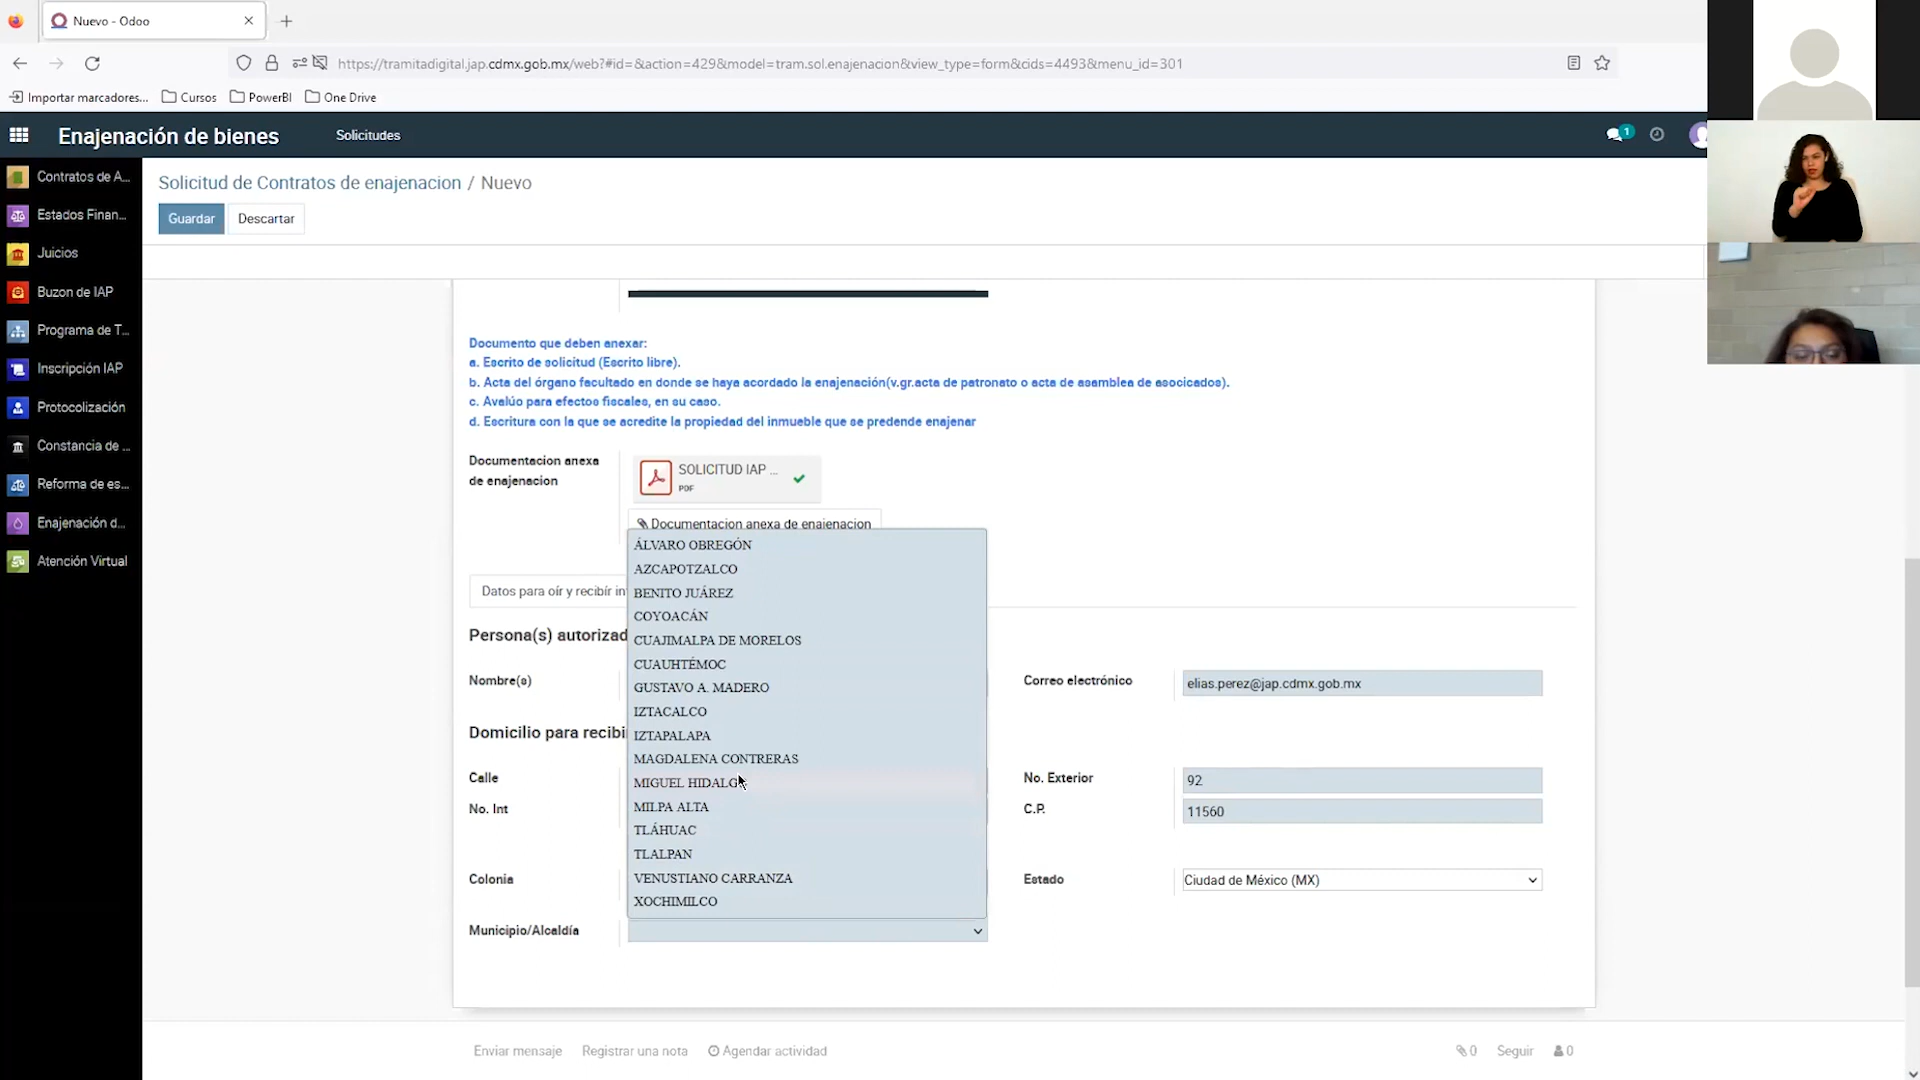 Nuevo - Odoo
https://tramitadigital.jap.cdmx.gob.mx/web?#id=&action=429&model=tram.sol.enajenacion&view_type=form&cids=4493&menu_id=301
Importar marcadores... Cursos PowerBI One Drive
Enajenación de bienes Solicitudes 1
Contratos de A...
Estados Finan...
Juicios
Buzon de IAP
Programa de T...
Inscripción IAP
Protocolización
Constancia de ...
Reforma de es...
Enajenación d...
Atención Virtual
Solicitud de Contratos de enajenacion / Nuevo
Guardar Descartar
Documento que deben anexar:
a. Escrito de solicitud (Escrito libre).
b. Acta del órgano facultado en donde se haya acordado la enajenación(v.gr.acta de patronato o acta de asamblea de asocicados).
c. Avalúo para efectos fiscales, en su caso.
d. Escritura con la que se acredite la propiedad del inmueble que se predende enajenar
Documentacion anexa
de enajenacion
SOLICITUD IAP ...
PDF
Documentacion anexa de enajenacion
Datos para oír y recibír in
Persona(s) autorizad
Nombre(s)
Correo electrónico elias.perez@jap.cdmx.gob.mx
Domicilio para recibi
Calle
No. Exterior 92
No. Int
C.P. 11560
Colonia
Estado Ciudad de México (MX)
Municipio/Alcaldía
ÁLVARO OBREGÓN
AZCAPOTZALCO
BENITO JUÁREZ
COYOACÁN
CUAJIMALPA DE MORELOS
CUAUHTÉMOC
GUSTAVO A. MADERO
IZTACALCO
IZTAPALAPA
MAGDALENA CONTRERAS
MIGUEL HIDALGO
MILPA ALTA
TLÁHUAC
TLALPAN
VENUSTIANO CARRANZA
XOCHIMILCO
Enviar mensaje Registrar una nota Agendar actividad 0 Seguir 0